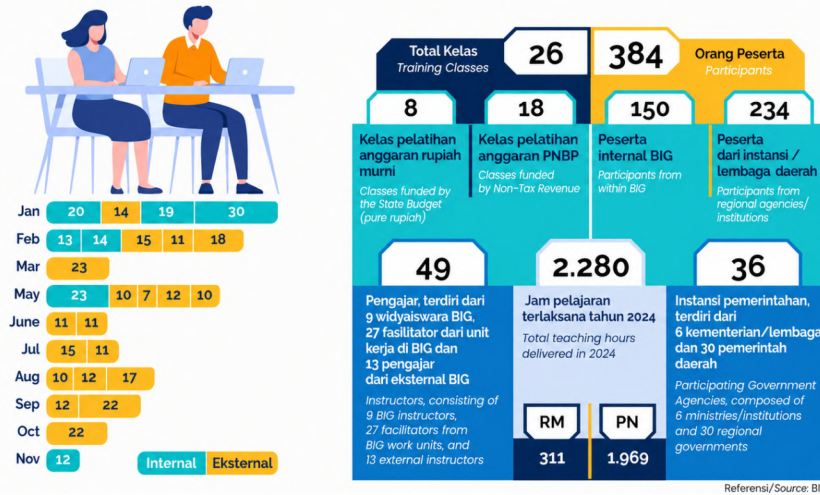 Jan 20 14 19 30
Feb 13 14 15 11 18
Mar 23
May 23 10 7 12 10
June 11 11
Jul 15 11
Aug 10 12 17
Sep 12 22
Oct 22
Nov 12
Internal Eksternal
Total Kelas
Training Classes
26
384
Orang Peserta
Participants
8
Kelas pelatihan
anggaran rupiah
murni
Classes funded by
the State Budget
(pure rupiah)
18
Kelas pelatihan
anggaran PNBP
Classes funded
by Non-Tax Revenue
150
Peserta
internal BIG
Participants from
within BIG
234
Peserta
dari instansi /
lembaga daerah
Participants from
regional agencies/
institutions
49
Pengajar, terdiri dari
9 widyaiswara BIG,
27 fasilitator dari unit
kerja di BIG dan
13 pengajar
dari eksternal BIG
Instructors, consisting of
9 BIG instructors,
27 facilitators from
BIG work units, and
13 external instructors
2.280
Jam pelajaran
terlaksana tahun 2024
Total teaching hours
delivered in 2024
RM
311
PN
1.969
36
Instansi pemerintahan,
terdiri dari
6 kementerian/lembaga
dan 30 pemerintah
daerah
Participating Government
Agencies, composed of
6 ministries/institutions
and 30 regional
governments
Referensi/Source: